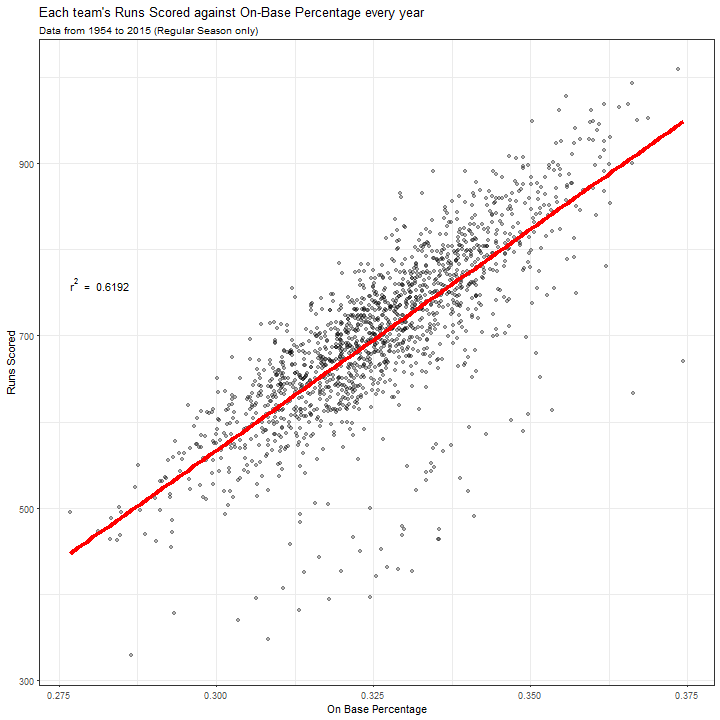 Each team's Runs Scored against On-Base Percentage every year
Data from 1954 to 2015 (Regular Season only)
900
r² = 0.6192
700
Runs Scored
500
300
0.275 0.300 0.325 0.350 0.375
On Base Percentage